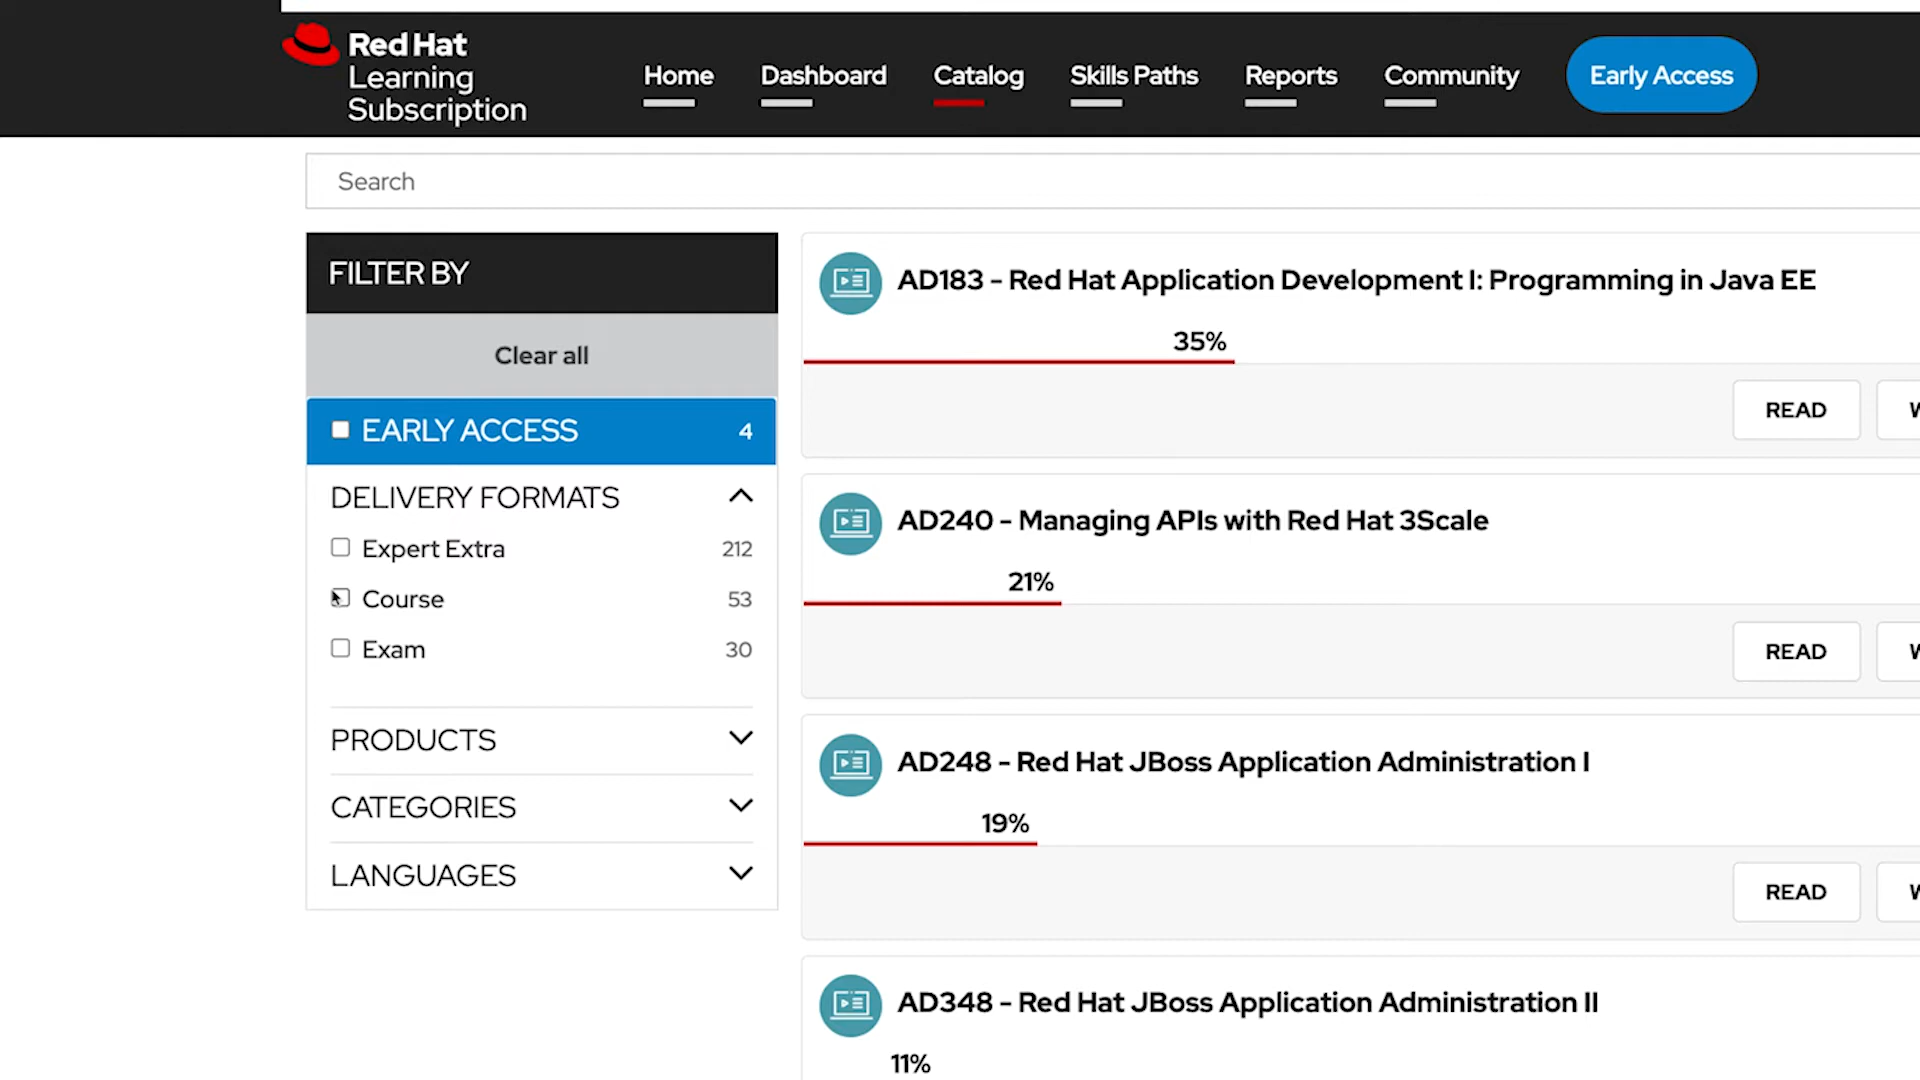 Red Hat
Learning
Subscription
Home
Dashboard
Catalog
Skills Paths
Reports
Community
Early Access
Search
FILTER BY
Clear all
EARLY ACCESS 4
DELIVERY FORMATS
Expert Extra 212
Course 53
Exam 30
PRODUCTS
CATEGORIES
LANGUAGES
AD183 - Red Hat Application Development I: Programming in Java EE
35%
READ
AD240 - Managing APIs with Red Hat 3Scale
21%
READ
AD248 - Red Hat JBoss Application Administration I
19%
READ
AD348 - Red Hat JBoss Application Administration II
11%